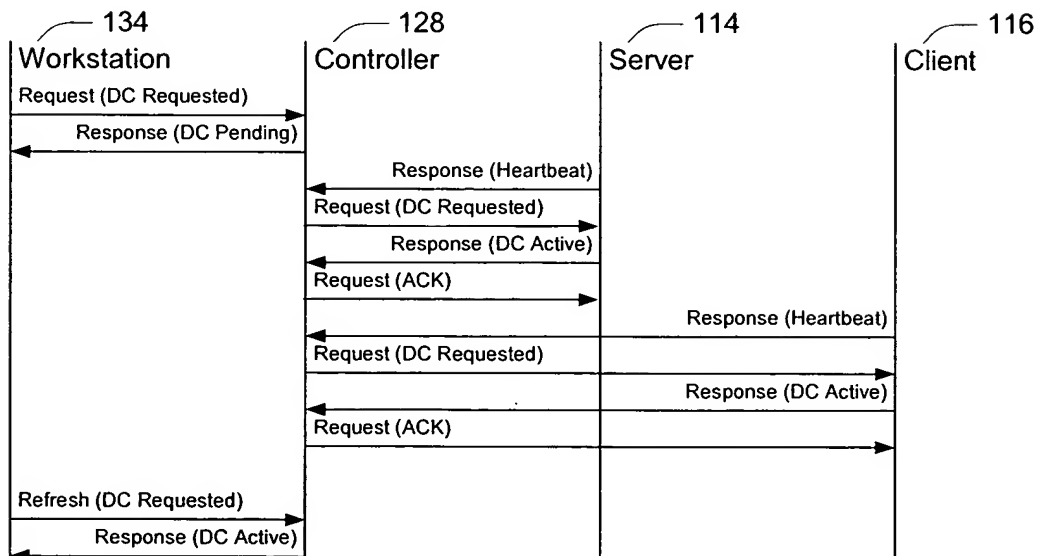 134
128
114
116
Workstation
Controller
Server
Client
Request (DC Requested)
Response (DC Pending)
Response (Heartbeat)
Request (DC Requested)
Response (DC Active)
Request (ACK)
Response (Heartbeat)
Request (DC Requested)
Response (DC Active)
Request (ACK)
Refresh (DC Requested)
Response (DC Active)